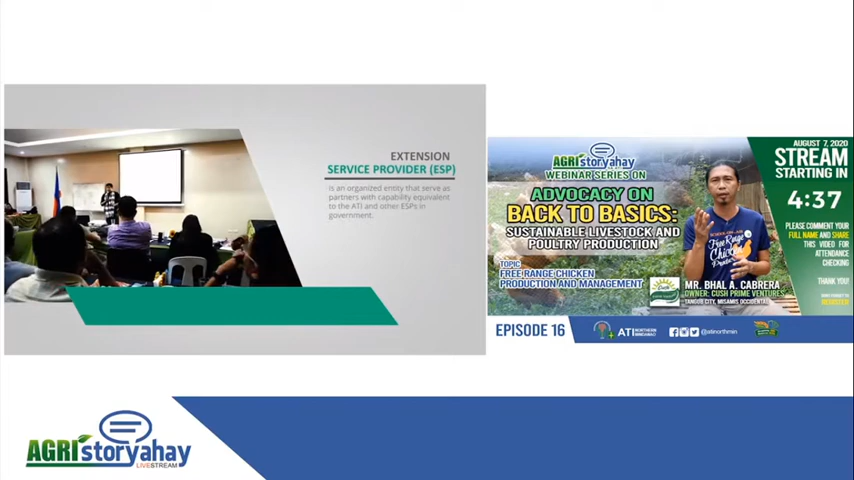 EXTENSION
SERVICE PROVIDER (ESP)
Is an organized entity that serve as
partners with capability equivalent
to the ATI and other ESPs in
government.
AGRIstoryahay
WEBINAR SERIES ON
ADVOCACY ON
BACK TO BASICS:
SUSTAINABLE LIVESTOCK AND
POULTRY PRODUCTION
TOPIC
FREE RANGE CHICKEN
PRODUCTION AND MANAGEMENT
Free Range
Chicken
MR. BHAL A. CABRERA
OWNER: CUSH PRIME VENTURES
TANGUB CITY, MISAMIS OCCIDENTAL
AUGUST 7, 2020
STREAM
STARTING IN
4:37
PLEASE COMMENT YOUR
FULL NAME AND SHARE
THIS VIDEO FOR
ATTENDANCE
CHECKING
THANK YOU!
EPISODE 16
ATI NORTHERN
MINDANAO
@atinorthmin
AGRIstoryahay
LIVESTREAM